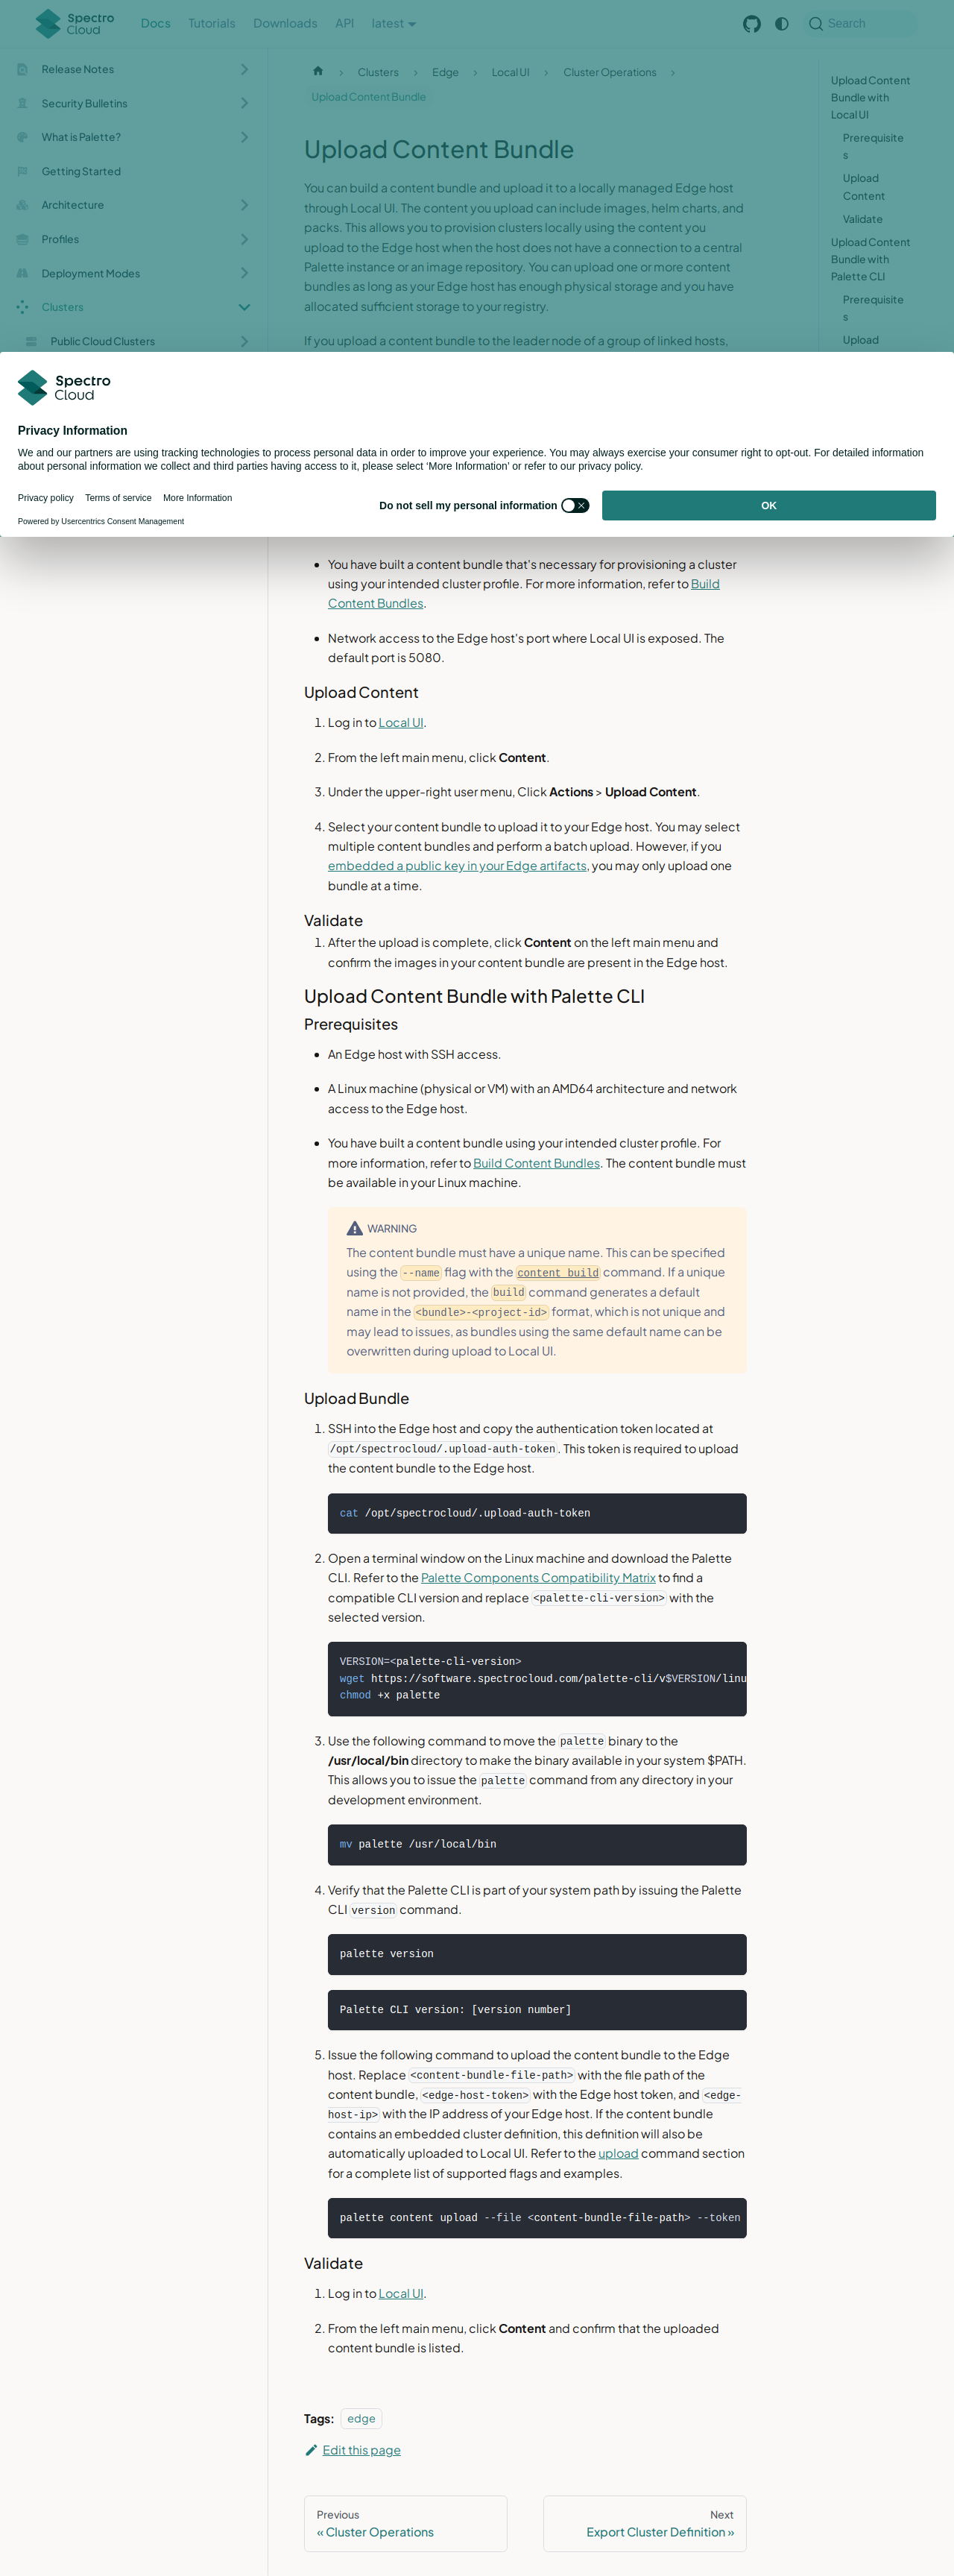 Spectro Cloud
Docs Tutorials Downloads API latest
Search
Release Notes
Security Bulletins
What is Palette?
Getting Started
Architecture
Profiles
Deployment Modes
Clusters
Public Cloud Clusters
Clusters Edge Local UI Cluster Operations
Upload Content Bundle
Upload Content Bundle
You can build a content bundle and upload it to a locally managed Edge host
through Local UI. The content you upload can include images, helm charts, and
packs. This allows you to provision clusters locally using the content you
upload to the Edge host when the host does not have a connection to a central
Palette instance or an image repository. You can upload one or more content
bundles as long as your Edge host has enough physical storage and you have
allocated sufficient storage to your registry.
If you upload a content bundle to the leader node of a group of linked hosts,
Upload Content
Bundle with
Local UI
Prerequisite
s
Upload
Content
Validate
Upload Content
Bundle with
Palette CLI
Prerequisite
s
Upload
Spectro
Cloud
Privacy Information
We and our partners are using tracking technologies to process personal data in order to improve your experience. You may always exercise your consumer right to opt-out. For detailed information
about personal information we collect and third parties having access to it, please select ‘More Information’ or refer to our privacy policy.
Privacy policy Terms of service More Information
Powered by Usercentrics Consent Management
Do not sell my personal information
OK
You have built a content bundle that's necessary for provisioning a cluster
using your intended cluster profile. For more information, refer to Build
Content Bundles.
Network access to the Edge host's port where Local UI is exposed. The
default port is 5080.
Upload Content
1. Log in to Local UI.
2. From the left main menu, click Content.
3. Under the upper-right user menu, Click Actions > Upload Content.
4. Select your content bundle to upload it to your Edge host. You may select
multiple content bundles and perform a batch upload. However, if you
embedded a public key in your Edge artifacts, you may only upload one
bundle at a time.
Validate
1. After the upload is complete, click Content on the left main menu and
confirm the images in your content bundle are present in the Edge host.
Upload Content Bundle with Palette CLI
Prerequisites
An Edge host with SSH access.
A Linux machine (physical or VM) with an AMD64 architecture and network
access to the Edge host.
You have built a content bundle using your intended cluster profile. For
more information, refer to Build Content Bundles. The content bundle must
be available in your Linux machine.
WARNING
The content bundle must have a unique name. This can be specified
using the --name flag with the content build command. If a unique
name is not provided, the build command generates a default
name in the <bundle>-<project-id> format, which is not unique and
may lead to issues, as bundles using the same default name can be
overwritten during upload to Local UI.
Upload Bundle
1. SSH into the Edge host and copy the authentication token located at
/opt/spectrocloud/.upload-auth-token. This token is required to upload
the content bundle to the Edge host.
cat /opt/spectrocloud/.upload-auth-token
2. Open a terminal window on the Linux machine and download the Palette
CLI. Refer to the Palette Components Compatibility Matrix to find a
compatible CLI version and replace <palette-cli-version> with the
selected version.
VERSION=<palette-cli-version>
wget https://software.spectrocloud.com/palette-cli/v$VERSION/linu
chmod +x palette
3. Use the following command to move the palette binary to the
/usr/local/bin directory to make the binary available in your system $PATH.
This allows you to issue the palette command from any directory in your
development environment.
mv palette /usr/local/bin
4. Verify that the Palette CLI is part of your system path by issuing the Palette
CLI version command.
palette version
Palette CLI version: [version number]
5. Issue the following command to upload the content bundle to the Edge
host. Replace <content-bundle-file-path> with the file path of the
content bundle, <edge-host-token> with the Edge host token, and <edge-
host-ip> with the IP address of your Edge host. If the content bundle
contains an embedded cluster definition, this definition will also be
automatically uploaded to Local UI. Refer to the upload command section
for a complete list of supported flags and examples.
palette content upload --file <content-bundle-file-path> --token
Validate
1. Log in to Local UI.
2. From the left main menu, click Content and confirm that the uploaded
content bundle is listed.
Tags: edge
Edit this page
Previous
« Cluster Operations
Next
Export Cluster Definition »